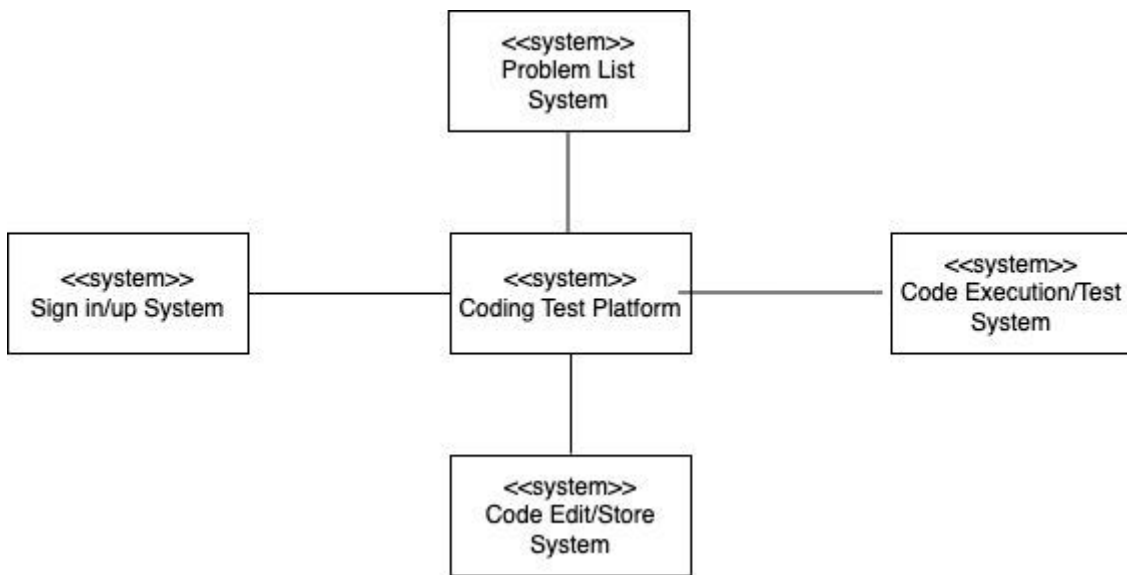 <<system>>
Problem List
System
<<system>>
Sign in/up System
<<system>>
Coding Test Platform
<<system>>
Code Execution/Test
System
<<system>>
Code Edit/Store
System